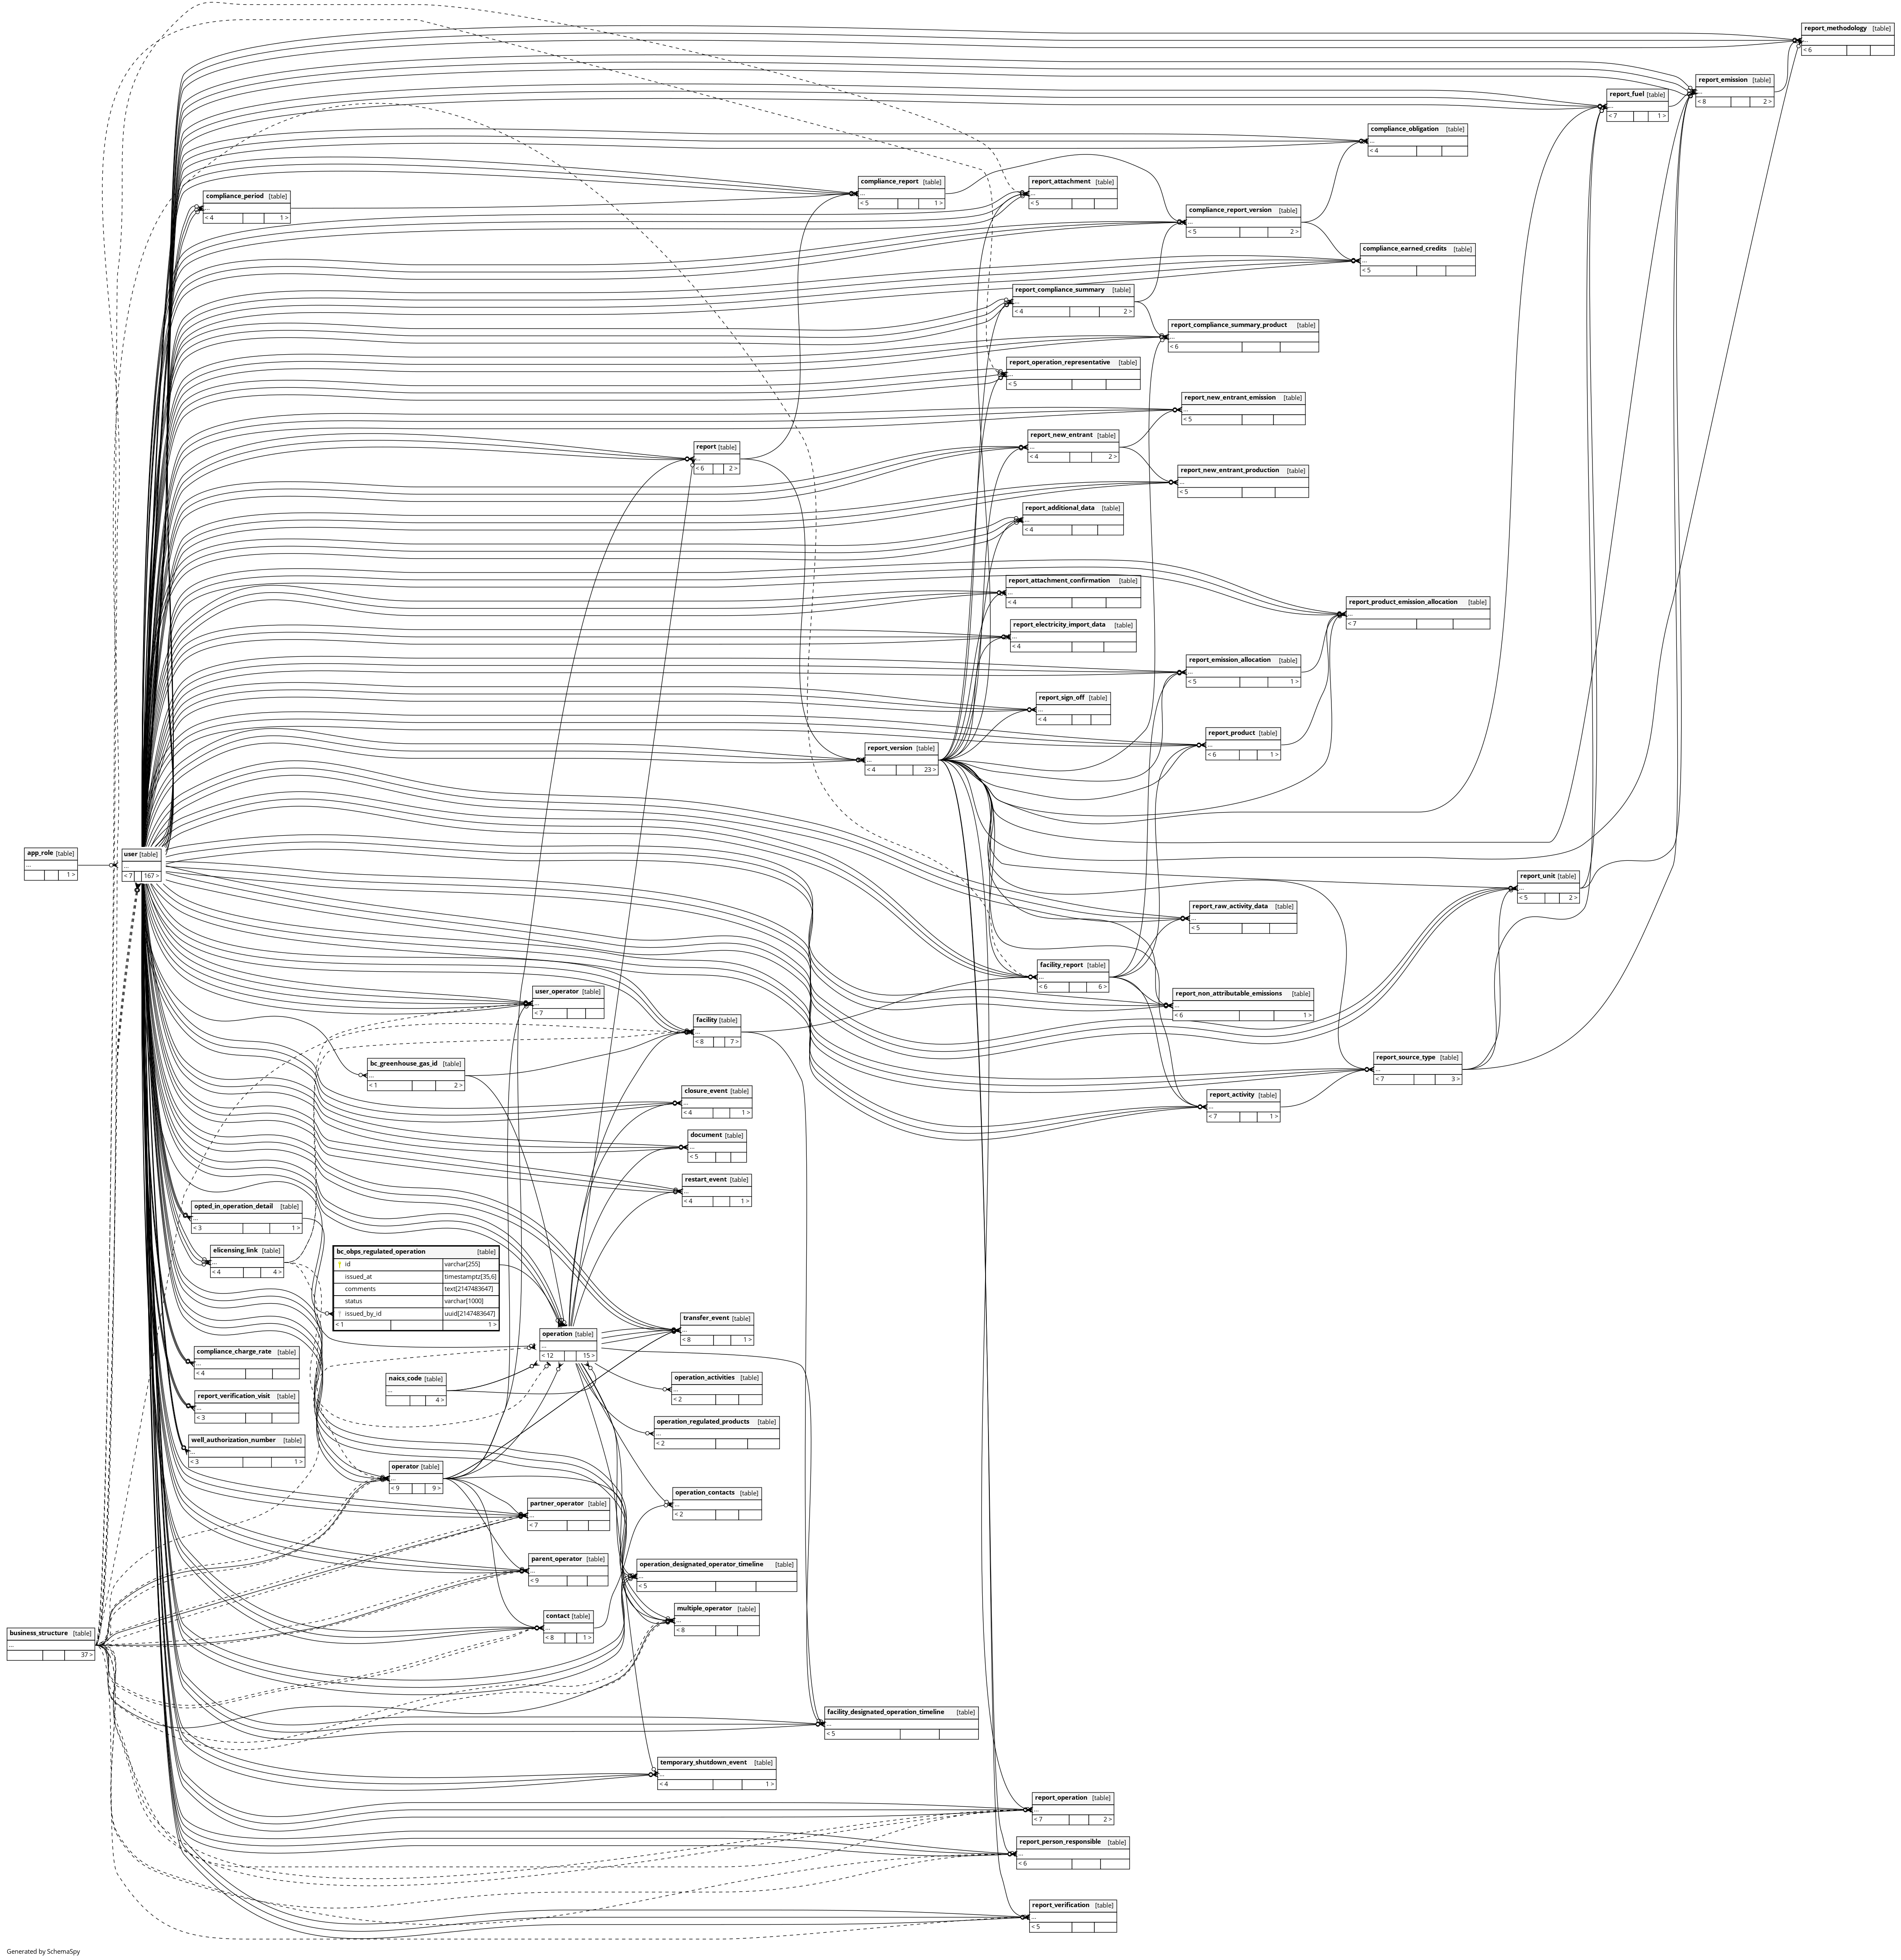 report_methodology [table]
...
< 6
report_emission [table]
...
< 8 2 >
report_fuel [table]
...
< 7 1 >
compliance_obligation [table]
...
< 4
compliance_report [table]
...
< 5 1 >
report_attachment [table]
...
< 5
compliance_period [table]
...
< 4 1 >
compliance_report_version [table]
...
< 5 2 >
compliance_earned_credits [table]
...
< 5
report_compliance_summary [table]
...
< 4 2 >
report_compliance_summary_product [table]
...
< 6
report_operation_representative [table]
...
< 5
report_new_entrant_emission [table]
...
< 5
report_new_entrant [table]
...
< 4 2 >
report [table]
...
< 6 2 >
report_new_entrant_production [table]
...
< 5
report_additional_data [table]
...
< 4
report_attachment_confirmation [table]
...
< 4
report_product_emission_allocation [table]
...
< 7
report_electricity_import_data [table]
...
< 4
report_emission_allocation [table]
...
< 5 1 >
report_sign_off [table]
...
< 4
report_product [table]
...
< 6 1 >
report_version [table]
...
< 4 23 >
app_role [table]
...
1 >
user [table]
...
< 7 167 >
report_unit [table]
...
< 5 2 >
report_raw_activity_data [table]
...
< 5
facility_report [table]
...
< 6 6 >
user_operator [table]
...
< 7
report_non_attributable_emissions [table]
...
< 6 1 >
facility [table]
...
< 8 7 >
bc_greenhouse_gas_id [table]
...
< 1 2 >
report_source_type [table]
...
< 7 3 >
closure_event [table]
...
< 4 1 >
report_activity [table]
...
< 7 1 >
document [table]
...
< 5
restart_event [table]
...
< 4 1 >
opted_in_operation_detail [table]
...
< 3 1 >
elicensing_link [table]
...
< 4 4 >
bc_obps_regulated_operation [table]
id varchar[255]
issued_at timestamptz[35,6]
comments text[2147483647]
status varchar[1000]
issued_by_id uuid[2147483647]
< 1 1 >
transfer_event [table]
...
< 8 1 >
operation [table]
...
< 12 15 >
compliance_charge_rate [table]
...
< 4
naics_code [table]
...
4 >
operation_activities [table]
...
< 2
report_verification_visit [table]
...
< 3
operation_regulated_products [table]
...
< 2
well_authorization_number [table]
...
< 3 1 >
operator [table]
...
< 9 9 >
operation_contacts [table]
...
< 2
partner_operator [table]
...
< 7
parent_operator [table]
...
< 9
operation_designated_operator_timeline [table]
...
< 5
multiple_operator [table]
...
< 8
contact [table]
...
< 8 1 >
business_structure [table]
...
37 >
facility_designated_operation_timeline [table]
...
< 5
temporary_shutdown_event [table]
...
< 4 1 >
report_operation [table]
...
< 7 2 >
report_person_responsible [table]
...
< 6
report_verification [table]
...
< 5
Generated by SchemaSpy